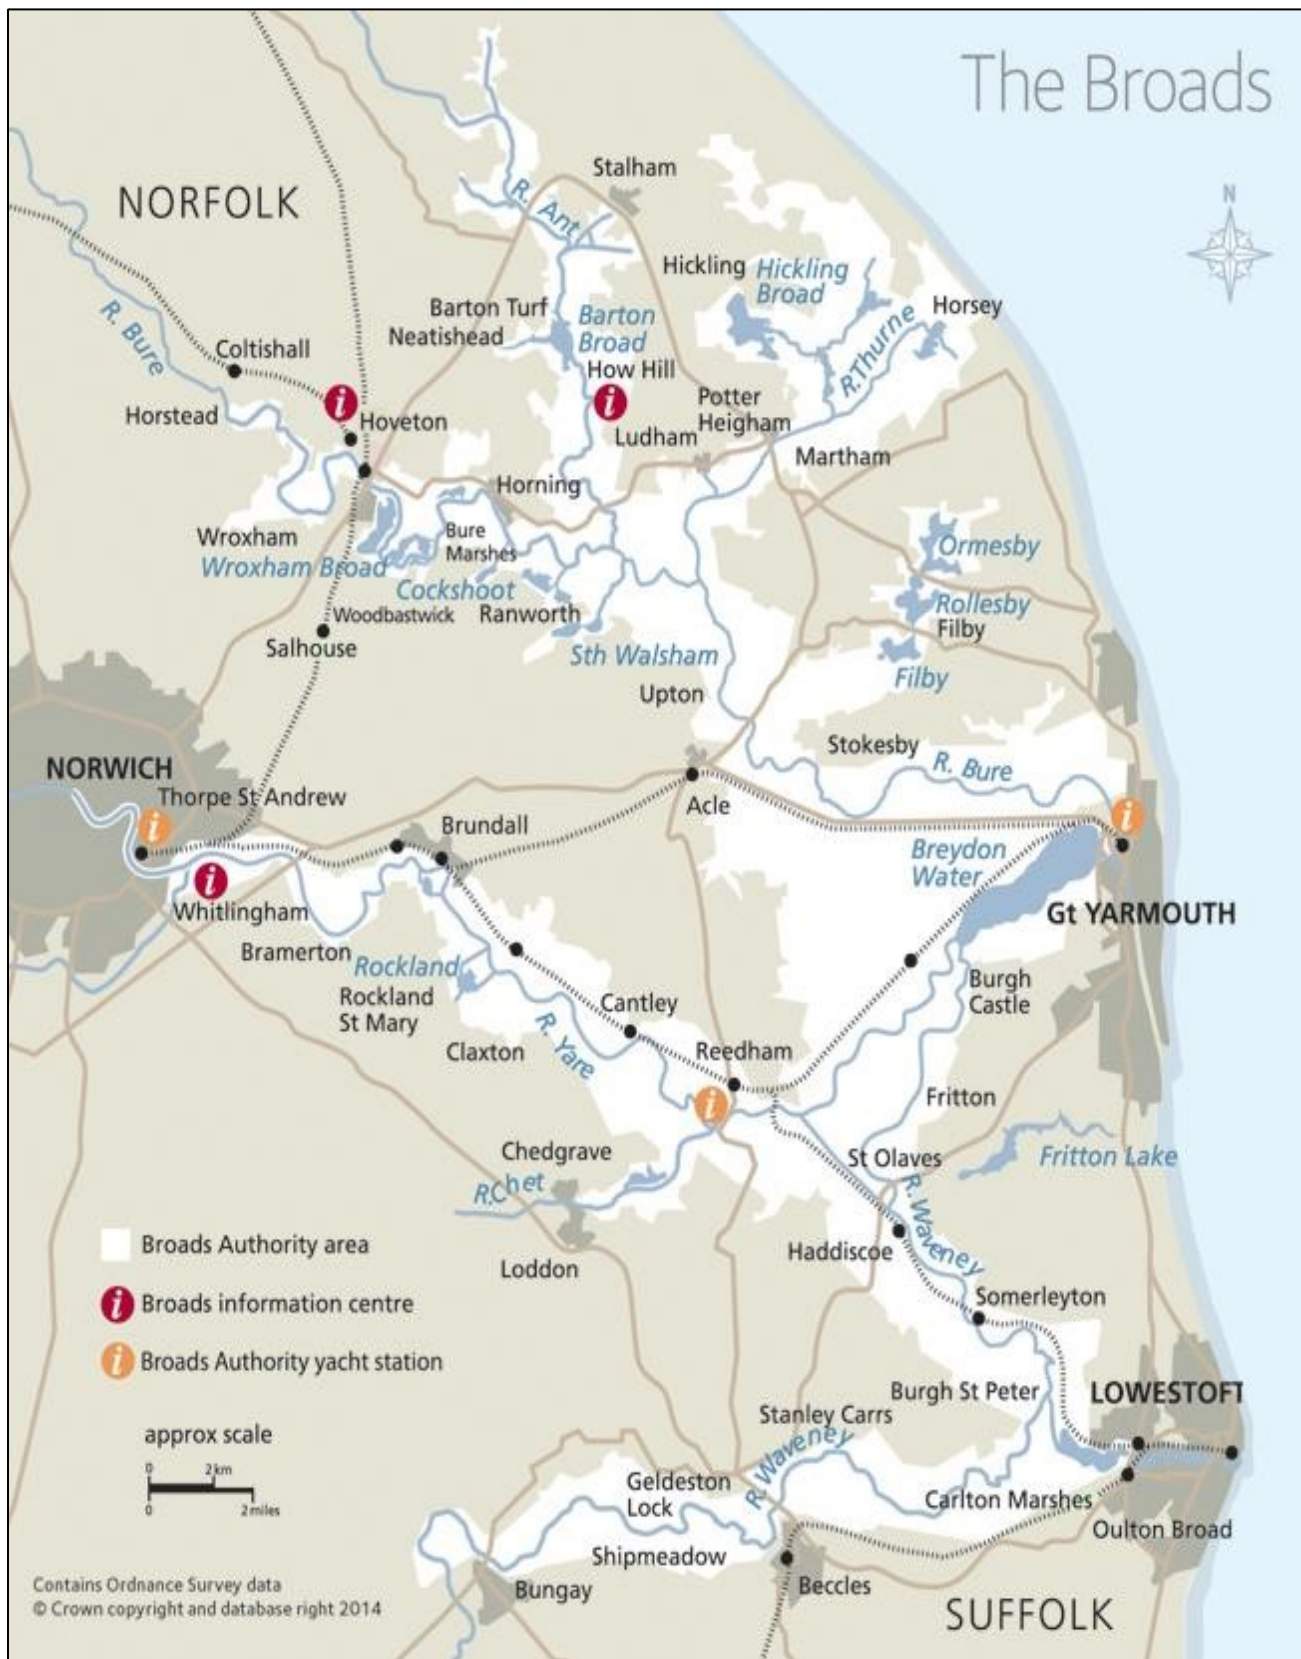 The Broads
N
NORFOLK
Stalham
R. Ant
Hickling
Hickling
Broad
Horsey
Barton Turf
Neatishead
Barton
Broad
R. Thurne
R. Bure
Coltishall
How Hill
Potter
Heigham
Horstead
Hoveton
Ludham
Martham
Horning
Wroxham
Wroxham Broad
Bure
Marshes
Ormesby
Cockshoot
Woodbastwick
Ranworth
Rollesby
Filby
Salhouse
Sth Walsham
Filby
Upton
Stokesby
R. Bure
NORWICH
Thorpe St Andrew
i
Acle
i
Brundall
i
i
i
Breydon
Water
Whitlingham
Gt YARMOUTH
Bramerton
Rockland
Rockland
St Mary
Burgh
Castle
Cantley
Claxton
R. Yare
Reedham
i
Fritton
Chedgrave
St Olaves
Fritton Lake
R.Chet
R. Waveney
Broads Authority area
Haddiscoe
Loddon
i Broads information centre
Somerleyton
i Broads Authority yacht station
Burgh St Peter
LOWESTOFT
Stanley Carrs
approx scale
0 2km
0 2miles
R. Waveney
Geldeston
Lock
Carlton Marshes
Oulton Broad
Shipmeadow
Bungay
Beccles
Contains Ordnance Survey data
© Crown copyright and database right 2014
SUFFOLK